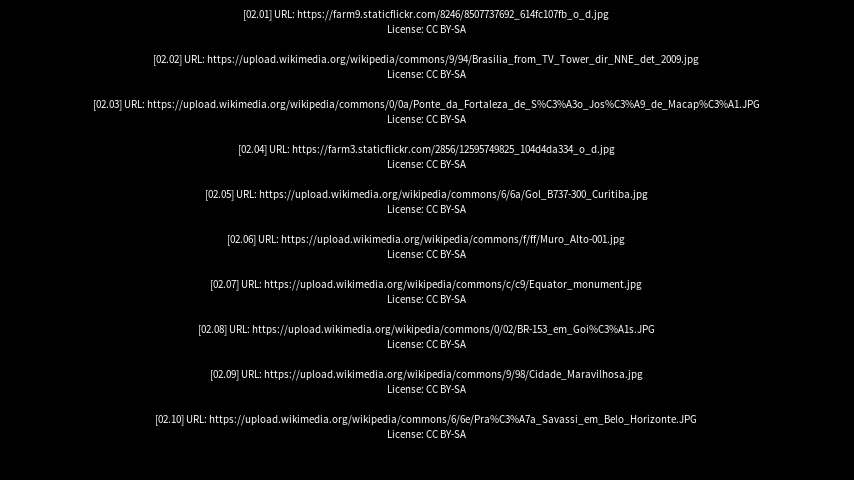 [02.01] URL: https://farm9.staticflickr.com/8246/8507737692_614fc107fb_o_d.jpg
License: CC BY-SA
[02.02] URL: https://upload.wikimedia.org/wikipedia/commons/9/94/Brasilia_from_TV_Tower_dir_NNE_det_2009.jpg
License: CC BY-SA
[02.03] URL: https://upload.wikimedia.org/wikipedia/commons/0/0a/Ponte_da_Fortaleza_de_S%C3%A3o_Jos%C3%A9_de_Macap%C3%A1.JPG
License: CC BY-SA
[02.04] URL: https://farm3.staticflickr.com/2856/12595749825_104d4da334_o_d.jpg
License: CC BY-SA
[02.05] URL: https://upload.wikimedia.org/wikipedia/commons/6/6a/Gol_B737-300_Curitiba.jpg
License: CC BY-SA
[02.06] URL: https://upload.wikimedia.org/wikipedia/commons/f/ff/Muro_Alto-001.jpg
License: CC BY-SA
[02.07] URL: https://upload.wikimedia.org/wikipedia/commons/c/c9/Equator_monument.jpg
License: CC BY-SA
[02.08] URL: https://upload.wikimedia.org/wikipedia/commons/0/02/BR-153_em_Goi%C3%A1s.JPG
License: CC BY-SA
[02.09] URL: https://upload.wikimedia.org/wikipedia/commons/9/98/Cidade_Maravilhosa.jpg
License: CC BY-SA
[02.10] URL: https://upload.wikimedia.org/wikipedia/commons/6/6e/Pra%C3%A7a_Savassi_em_Belo_Horizonte.JPG
License: CC BY-SA